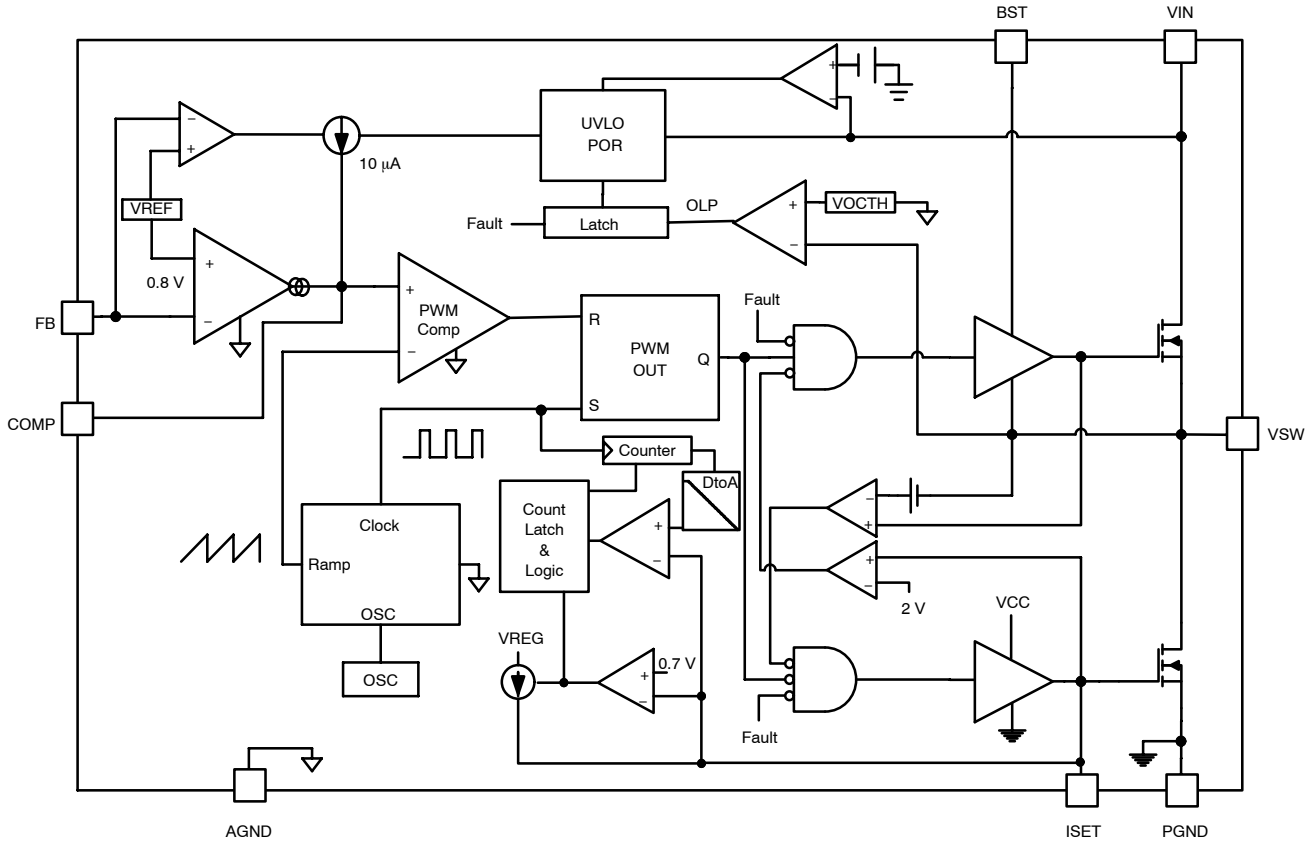 BST
VIN
UVLO
POR
10 μA
VREF
Fault
Latch
OLP
VOCTH
0.8 V
FB
PWM
Comp
R
PWM
OUT
Q
S
Fault
COMP
VSW
Counter
DtoA
Clock
Ramp
OSC
Count
Latch
&
Logic
2 V
VCC
VREG
0.7 V
OSC
Fault
AGND
ISET
PGND
+
−
+
−
+
−
+
−
+
−
+
−
−
+
+
−
+
−